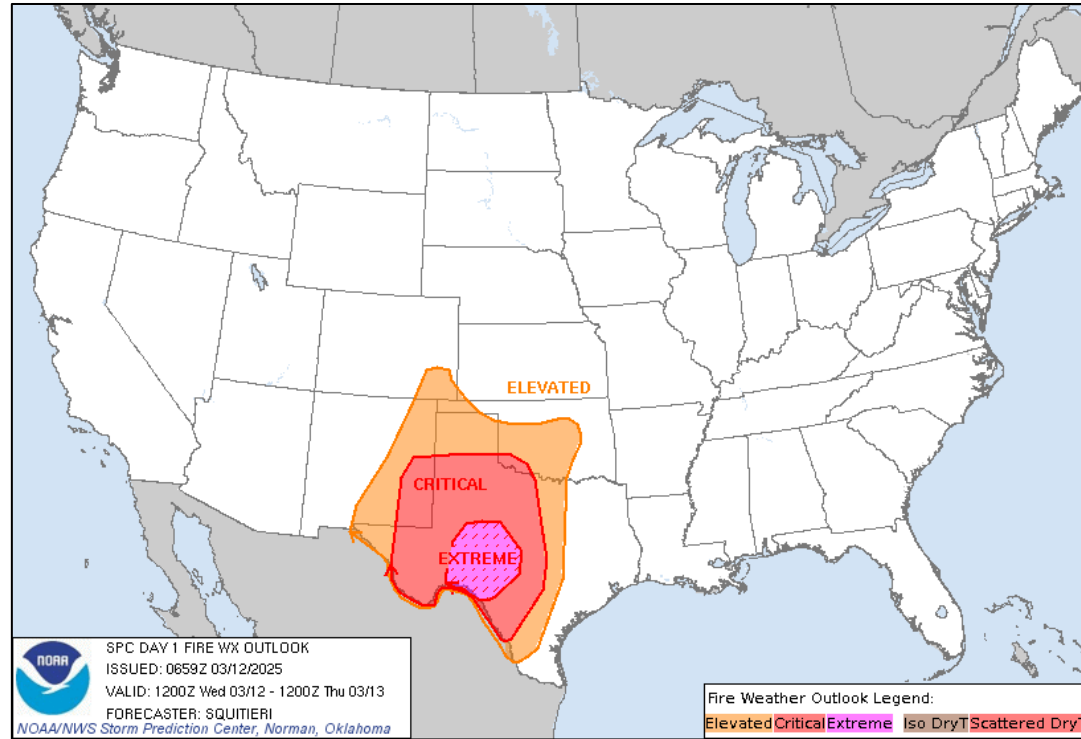 ELEVATED
CRITICAL
EXTREME
NOAA
SPC DAY 1 FIRE WX OUTLOOK
ISSUED: 0659Z 03/12/2025
VALID: 1200Z Wed 03/12 - 1200Z Thu 03/13
FORECASTER: SQUITIERI
NOAA/NWS Storm Prediction Center, Norman, Oklahoma
Fire Weather Outlook Legend:
Elevated Critical Extreme Iso DryT Scattered DryT